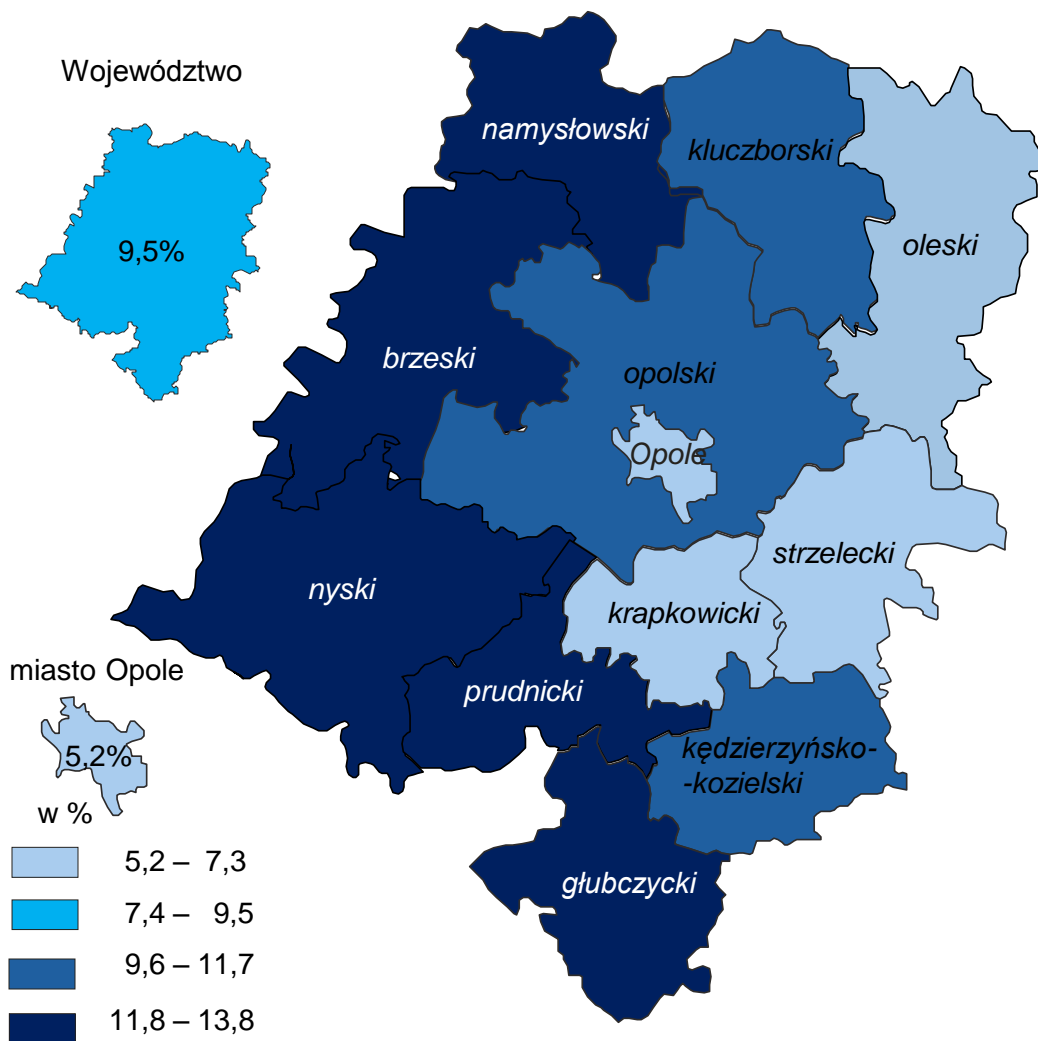 Województwo
9,5%
namysłowski
kluczborski
oleski
brzeski
opolski
Opole
strzelecki
nyski
krapkowicki
prudnicki
kędzierzyńsko-
-kozielski
głubczycki
miasto Opole
5,2%
w %
5,2 – 7,3
7,4 – 9,5
9,6 – 11,7
11,8 – 13,8